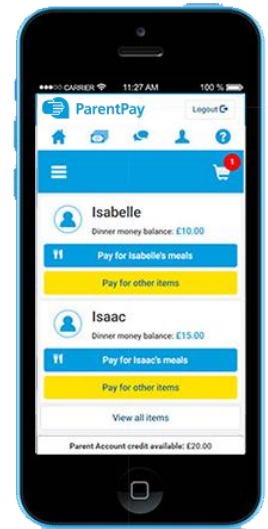 CARRIER 11:27 AM 100 %
ParentPay Logout
?
1
Isabelle
Dinner money balance: £10.00
Pay for Isabelle's meals
Pay for other items
Isaac
Dinner money balance: £15.00
Pay for Isaac's meals
Pay for other items
View all items
Parent Account credit available: £20.00